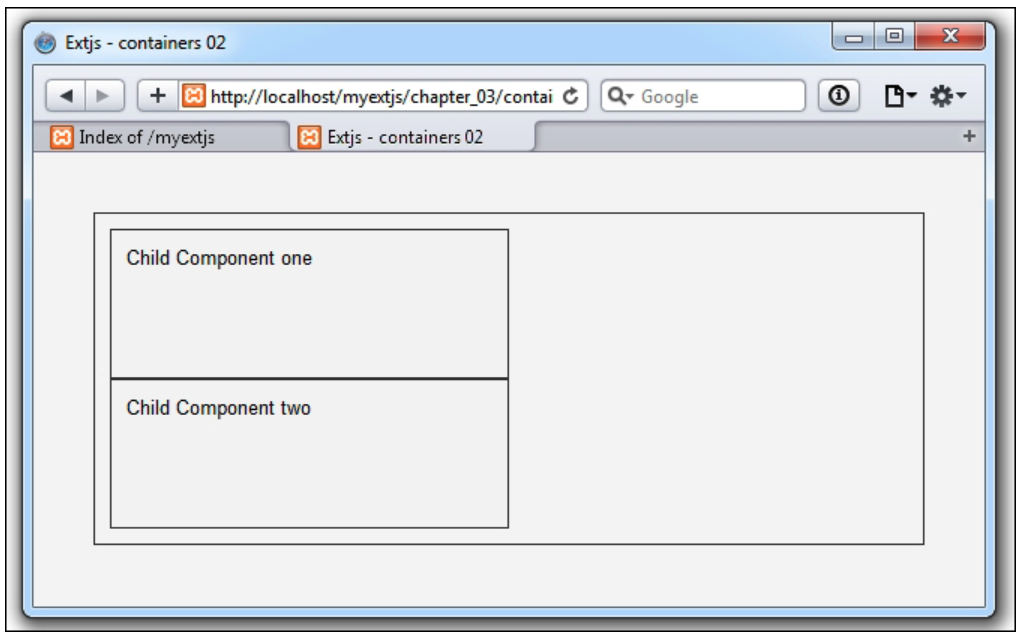 Extjs - containers 02
http://localhost/myextjs/chapter_03/contai
Google
Index of /myextjs
Extjs - containers 02
Child Component one
Child Component two